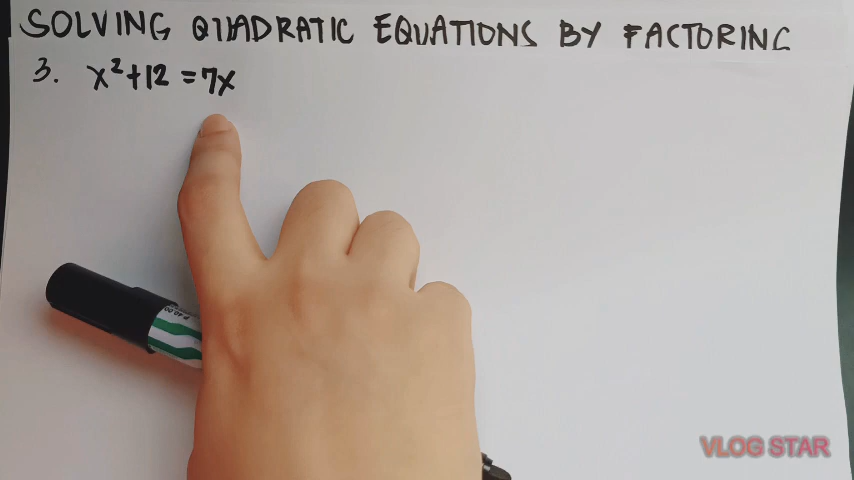 SOLVING QUADRATIC EQUATIONS BY FACTORING
3. x²+12 = 7x
VLOG STAR